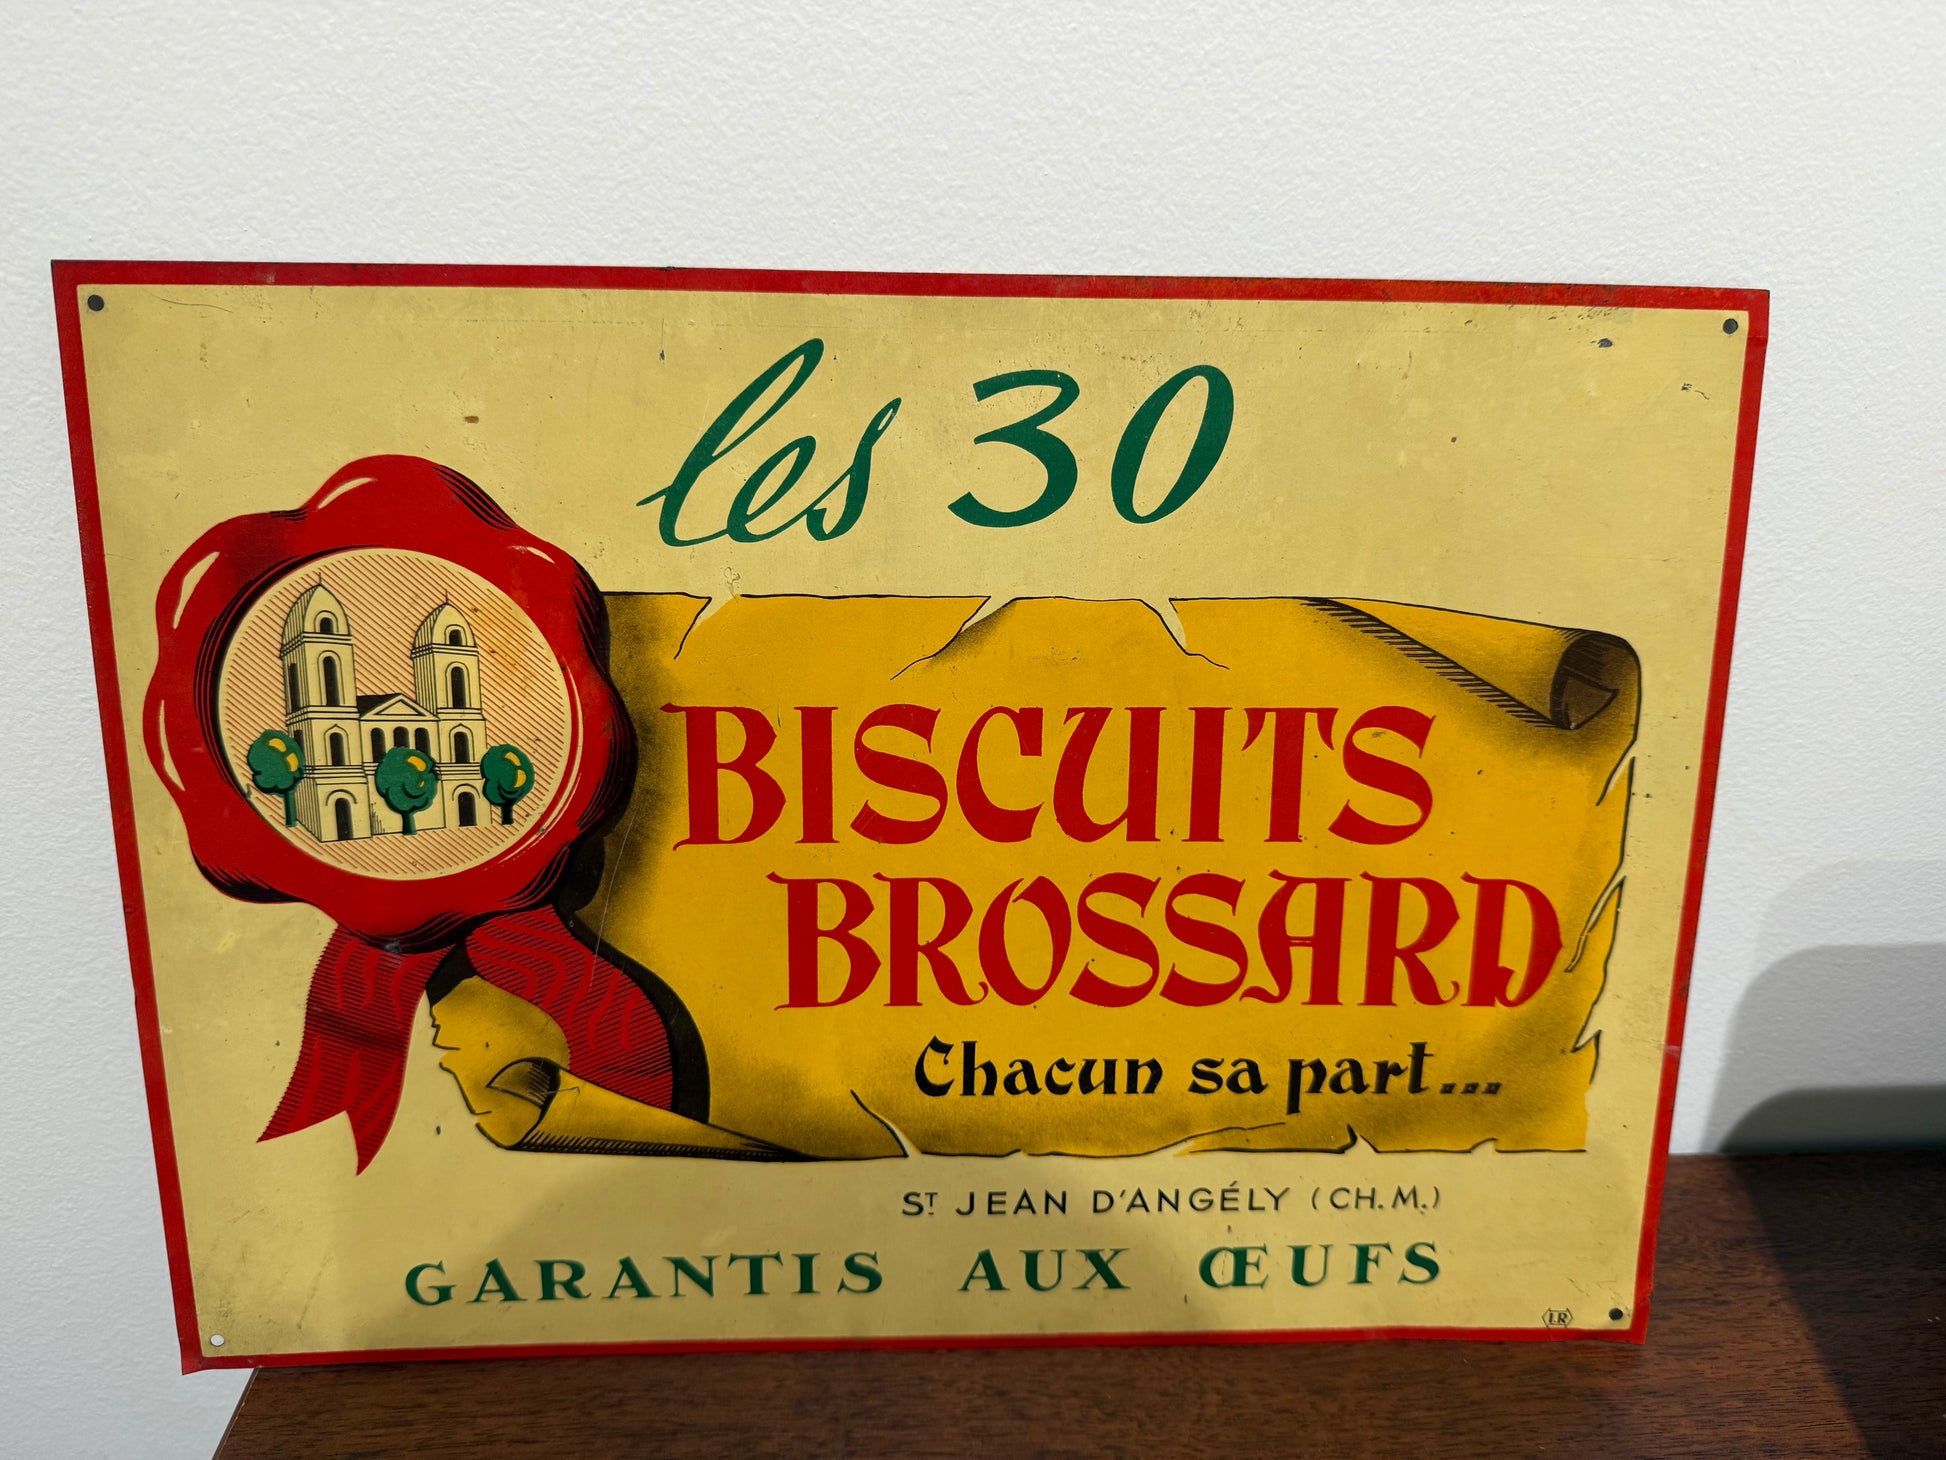 les 30
BISCUITS
BROSSARD
Chacun sa part...
ST JEAN D'ANGÉLY (CH.M.)
GARANTIS AUX ŒUFS